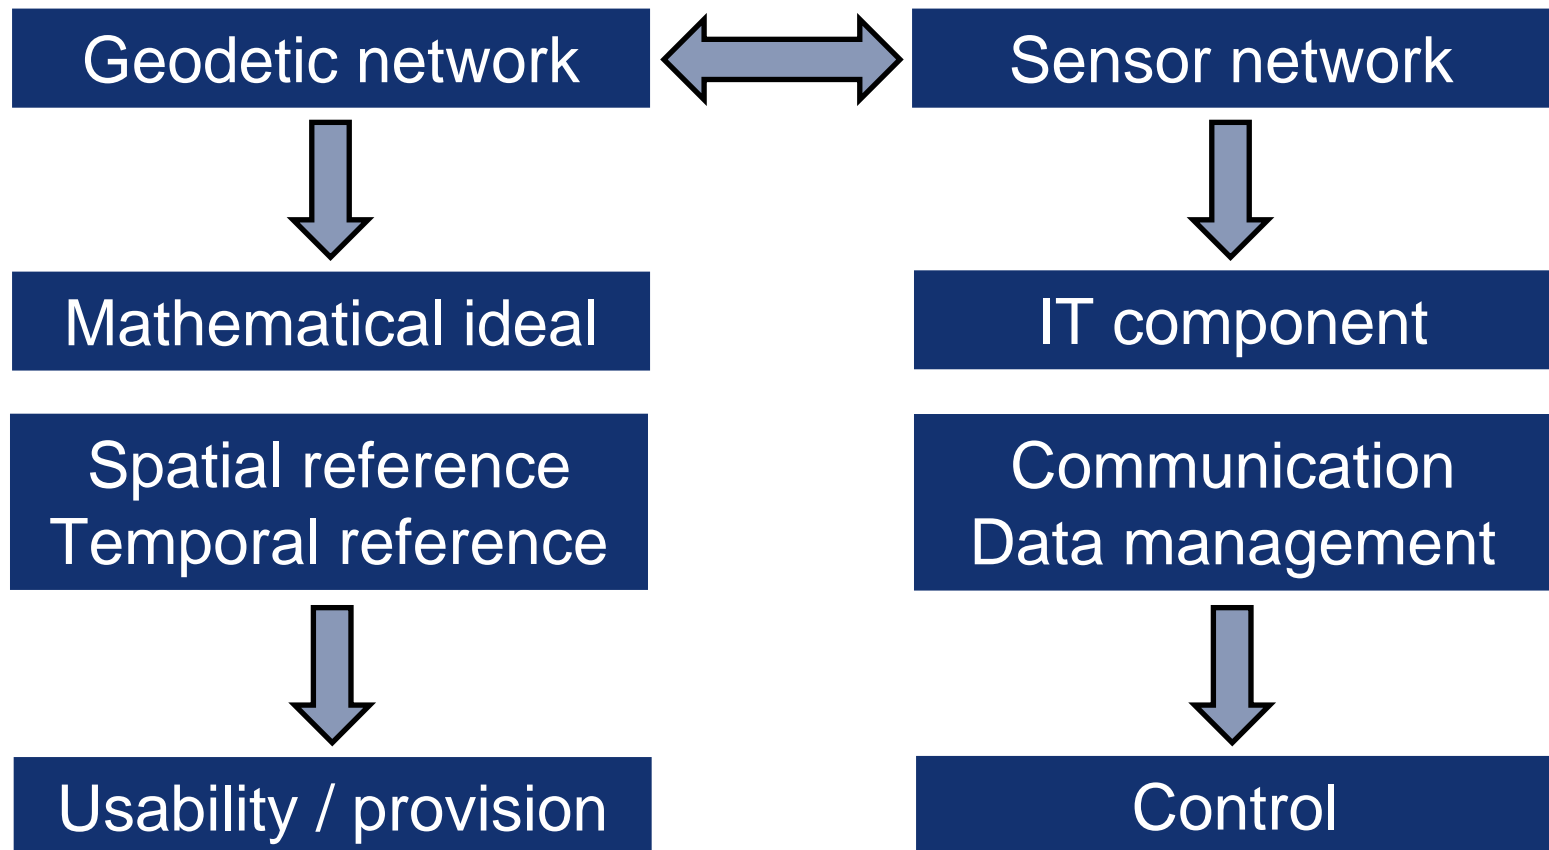 Geodetic network
Sensor network
Mathematical ideal
IT component
Spatial reference
Temporal reference
Communication
Data management
Usability / provision
Control